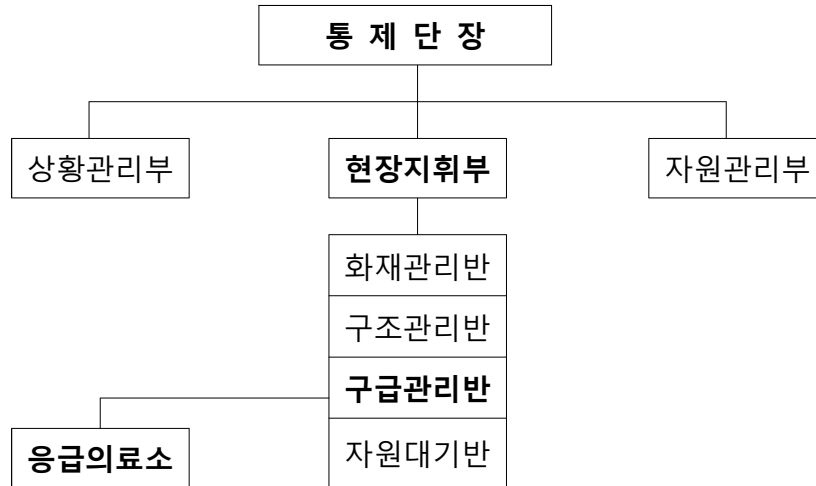 통 제 단 장
상황관리부
현장지휘부
자원관리부
화재관리반
구조관리반
구급관리반
응급의료소
자원대기반